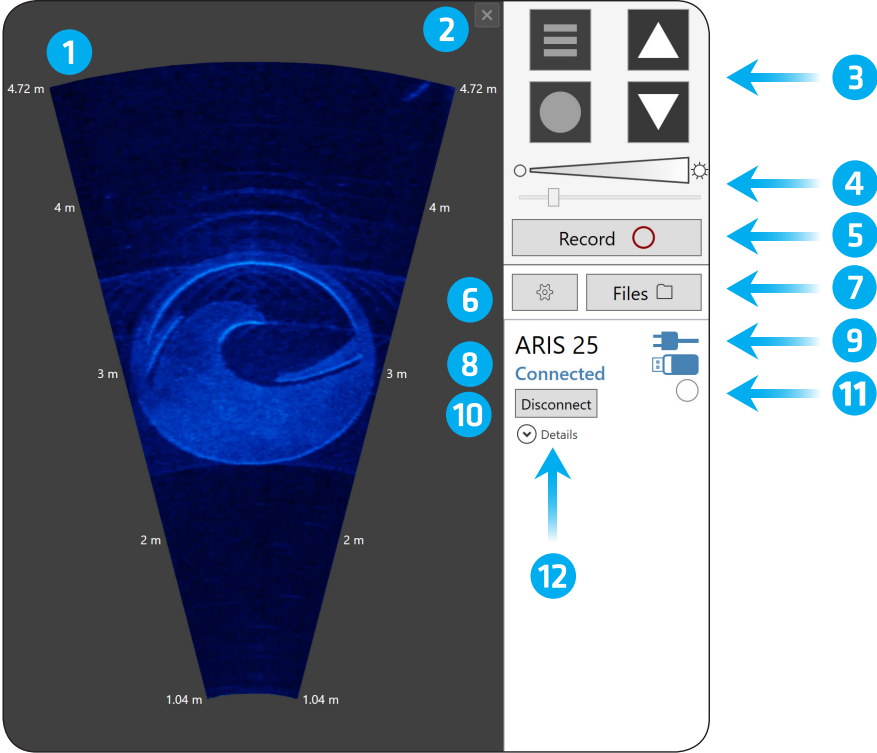 1
2
3
4.72 m
4.72 m
4
4 m
4 m
5
Record
6
7
Files
ARIS 25
8
9
3 m
3 m
Connected
10
11
Disconnect
Details
2 m
2 m
12
1.04 m
1.04 m